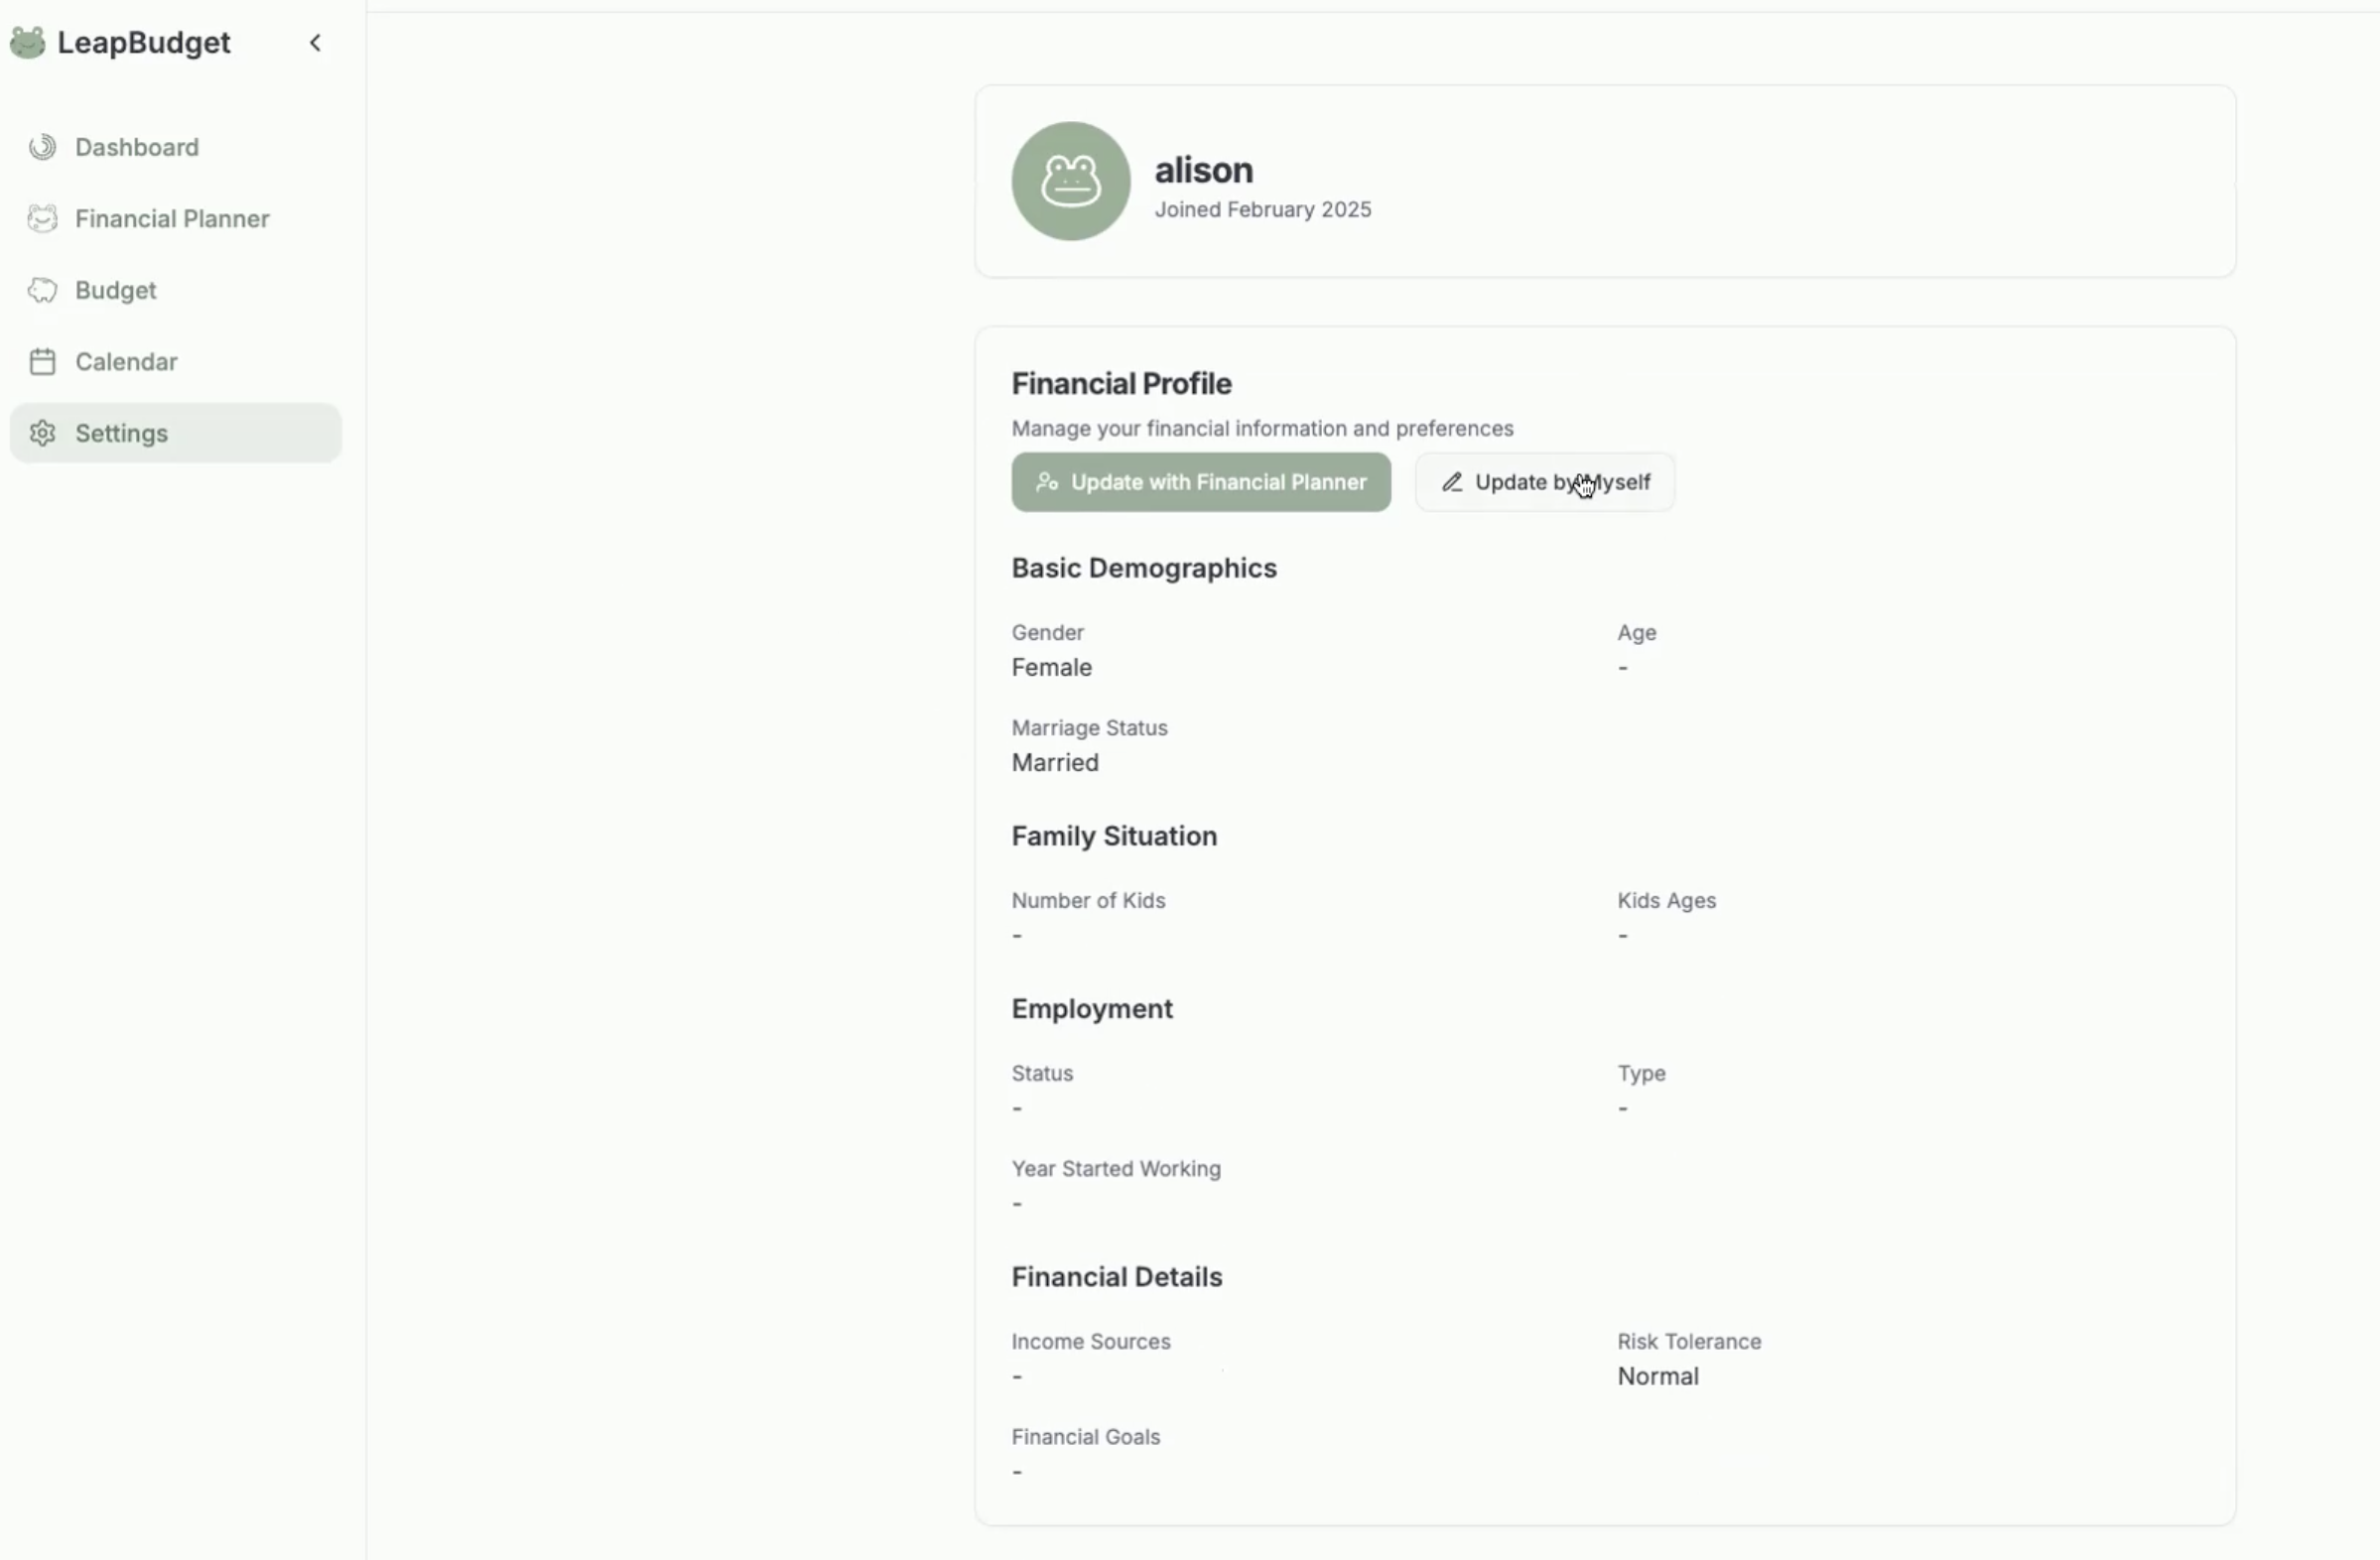 LeapBudget
Dashboard
Financial Planner
Budget
Calendar
Settings
alison
Joined February 2025
Financial Profile
Manage your financial information and preferences
Update with Financial Planner
Update by Myself
Basic Demographics
Gender
Age
Female
-
Marriage Status
Married
Family Situation
Number of Kids
Kids Ages
-
-
Employment
Status
Type
-
-
Year Started Working
-
Financial Details
Income Sources
Risk Tolerance
-
Normal
Financial Goals
-